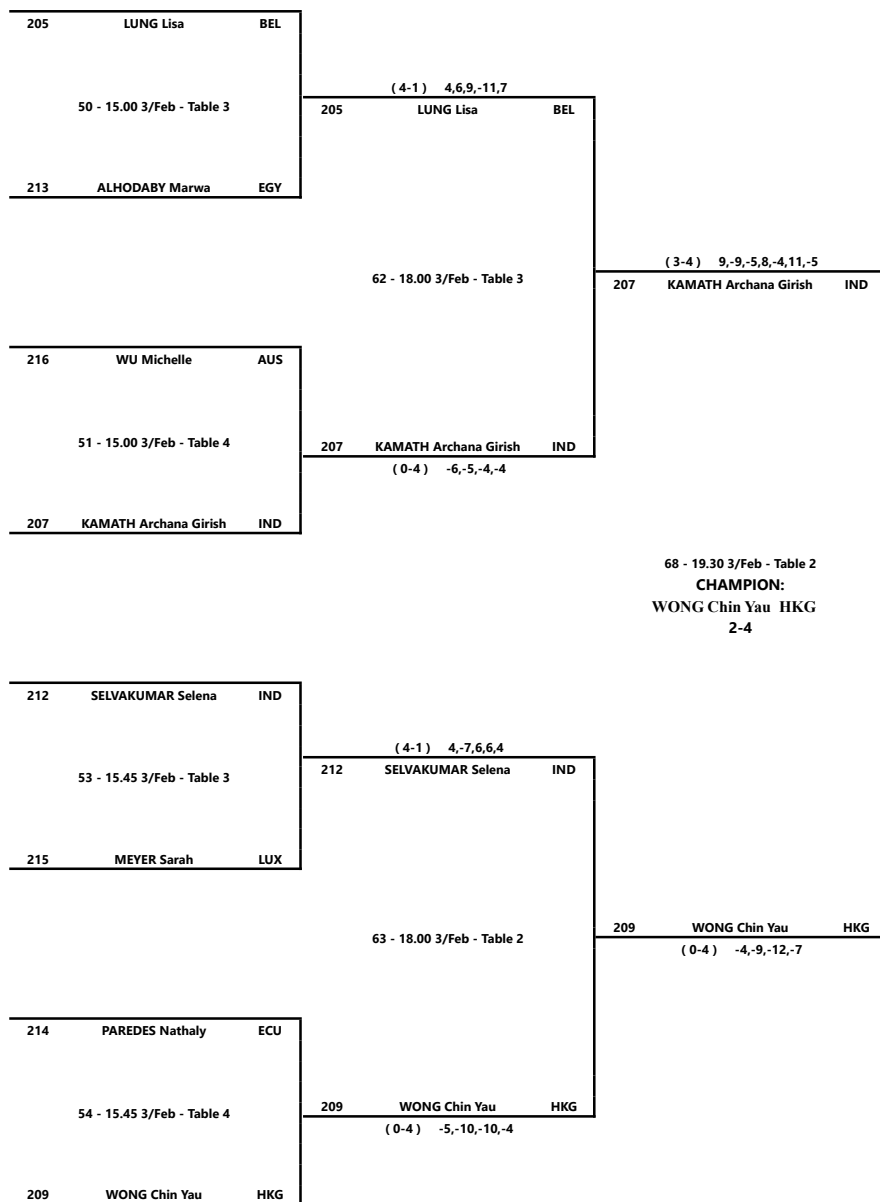 205 LUNG Lisa BEL
( 4-1 ) 4,6,9,-11,7
50 - 15.00 3/Feb - Table 3
205 LUNG Lisa BEL
213 ALHODABY Marwa EGY
( 3-4 ) 9,-9,-5,8,-4,11,-5
62 - 18.00 3/Feb - Table 3
207 KAMATH Archana Girish IND
216 WU Michelle AUS
51 - 15.00 3/Feb - Table 4
207 KAMATH Archana Girish IND
( 0-4 ) -6,-5,-4,-4
207 KAMATH Archana Girish IND
68 - 19.30 3/Feb - Table 2
CHAMPION:
WONG Chin Yau HKG
2-4
212 SELVAKUMAR Selena IND
( 4-1 ) 4,-7,6,6,4
53 - 15.45 3/Feb - Table 3
212 SELVAKUMAR Selena IND
215 MEYER Sarah LUX
209 WONG Chin Yau HKG
63 - 18.00 3/Feb - Table 2
( 0-4 ) -4,-9,-12,-7
214 PAREDES Nathaly ECU
54 - 15.45 3/Feb - Table 4
209 WONG Chin Yau HKG
( 0-4 ) -5,-10,-10,-4
209 WONG Chin Yau HKG